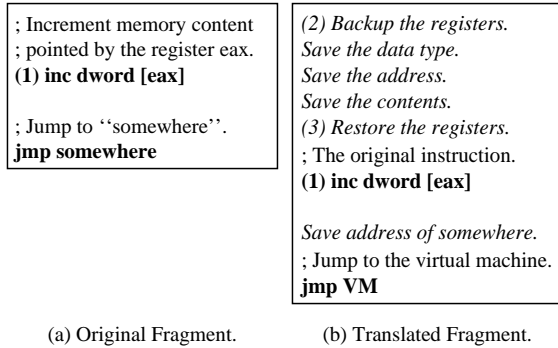 ; Increment memory content
; pointed by the register eax.
(1) inc dword [eax]
; Jump to ‘‘somewhere’’.
jmp somewhere
(a) Original Fragment.
(2) Backup the registers.
Save the data type.
Save the address.
Save the contents.
(3) Restore the registers.
; The original instruction.
(1) inc dword [eax]
Save address of somewhere.
; Jump to the virtual machine.
jmp VM
(b) Translated Fragment.